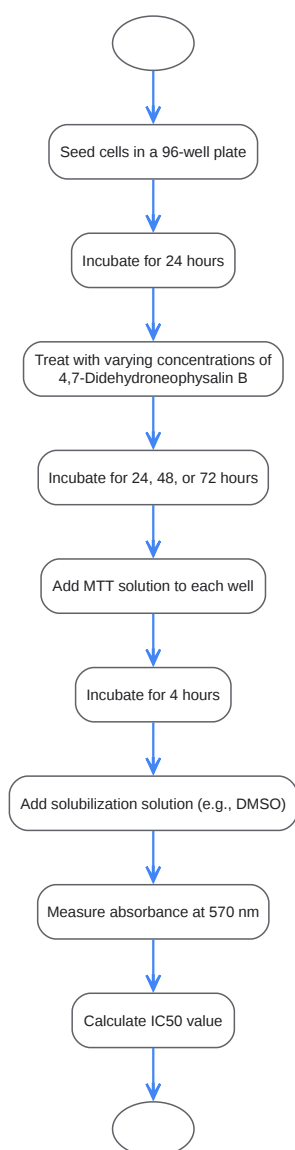 Seed cells in a 96-well plate
Incubate for 24 hours
Treat with varying concentrations of
4,7-Didehydroneophysalin B
Incubate for 24, 48, or 72 hours
Add MTT solution to each well
Incubate for 4 hours
Add solubilization solution (e.g., DMSO)
Measure absorbance at 570 nm
Calculate IC50 value